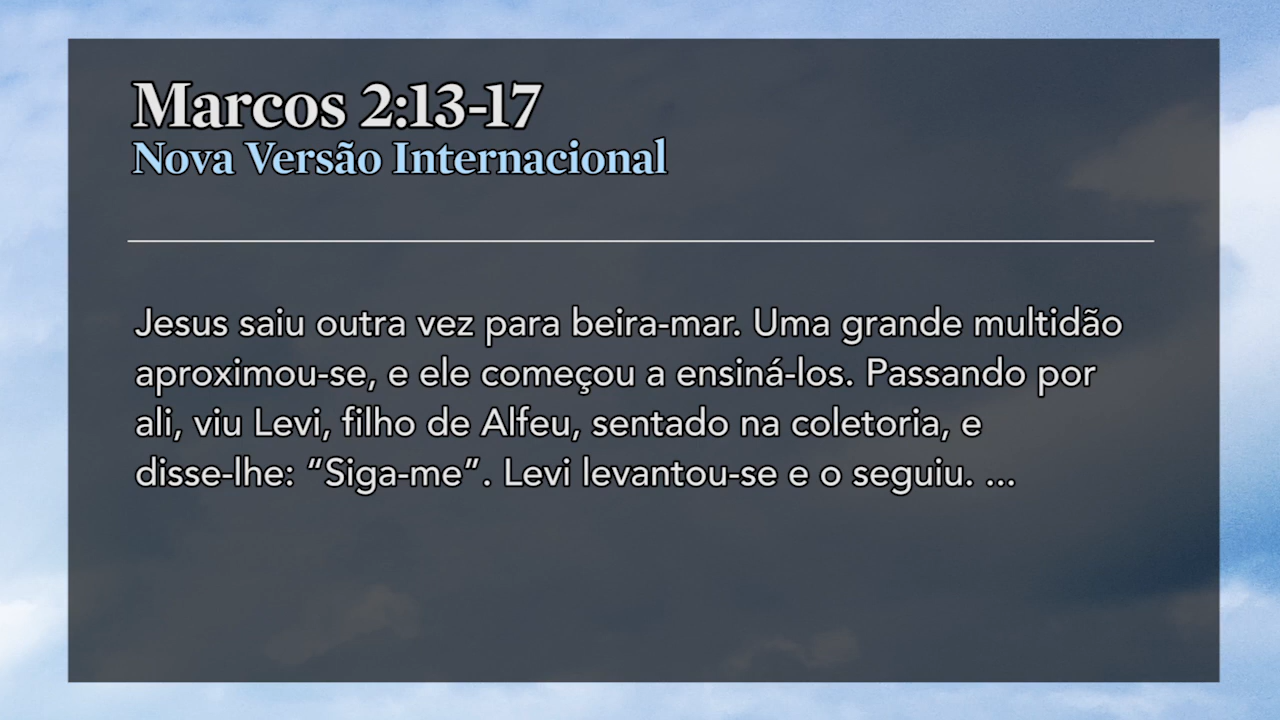 Marcos 2:13-17
Nova Versão Internacional
Jesus saiu outra vez para beira-mar. Uma grande multidão
aproximou-se, e ele começou a ensiná-los. Passando por
ali, viu Levi, filho de Alfeu, sentado na coletoria, e
disse-lhe: “Siga-me”. Levi levantou-se e o seguiu. ...